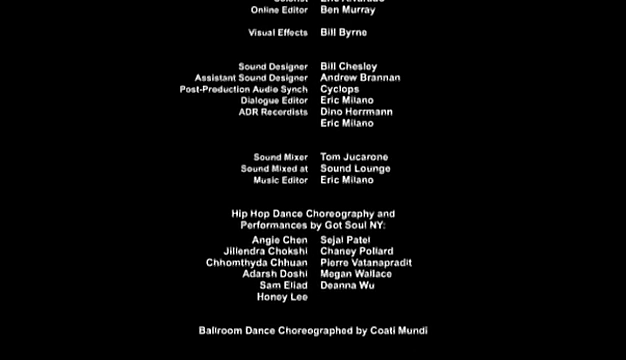 Online Editor Ben Murray
Visual Effects Bill Byrne
Sound Designer Bill Chesley
Assistant Sound Designer Andrew Brannan
Post-Production Audio Synch Cyclops
Dialogue Editor Eric Milano
ADR Recordists Dino Herrmann
Eric Milano
Sound Mixer Tom Jucarone
Sound Mixed at Sound Lounge
Music Editor Eric Milano
Hip Hop Dance Choreography and
Performances by Got Soul NY:
Angie Chen Sejal Patel
Jillendra Chokshi Chaney Pollard
Chhomthyda Chhuan Pierre Vatanapradit
Adarsh Doshi Megan Wallace
Sam Eliad Deanna Wu
Honey Lee
Ballroom Dance Choreographed by Coati Mundi